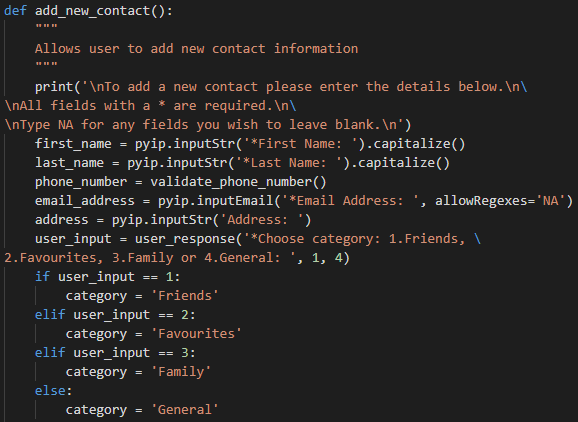 def add_new_contact():
    """
    Allows user to add new contact information
    """
    print('\nTo add a new contact please enter the details below.\n\
\nAll fields with a * are required.\n\
\nType NA for any fields you wish to leave blank.\n')
    first_name = pyip.inputStr('*First Name: ').capitalize()
    last_name = pyip.inputStr('*Last Name: ').capitalize()
    phone_number = validate_phone_number()
    email_address = pyip.inputEmail('*Email Address: ', allowRegexes='NA')
    address = pyip.inputStr('Address: ')
    user_input = user_response('*Choose category: 1.Friends, \
2.Favourites, 3.Family or 4.General: ', 1, 4)
    if user_input == 1:
        category = 'Friends'
    elif user_input == 2:
        category = 'Favourites'
    elif user_input == 3:
        category = 'Family'
    else:
        category = 'General'